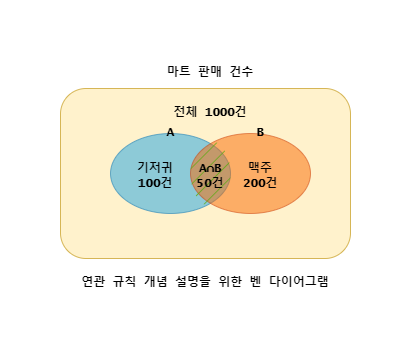 마트 판매 건수
전체 1000건
A
B
기저귀
100건
A∩B
50건
맥주
200건
연관 규칙 개념 설명을 위한 벤 다이어그램